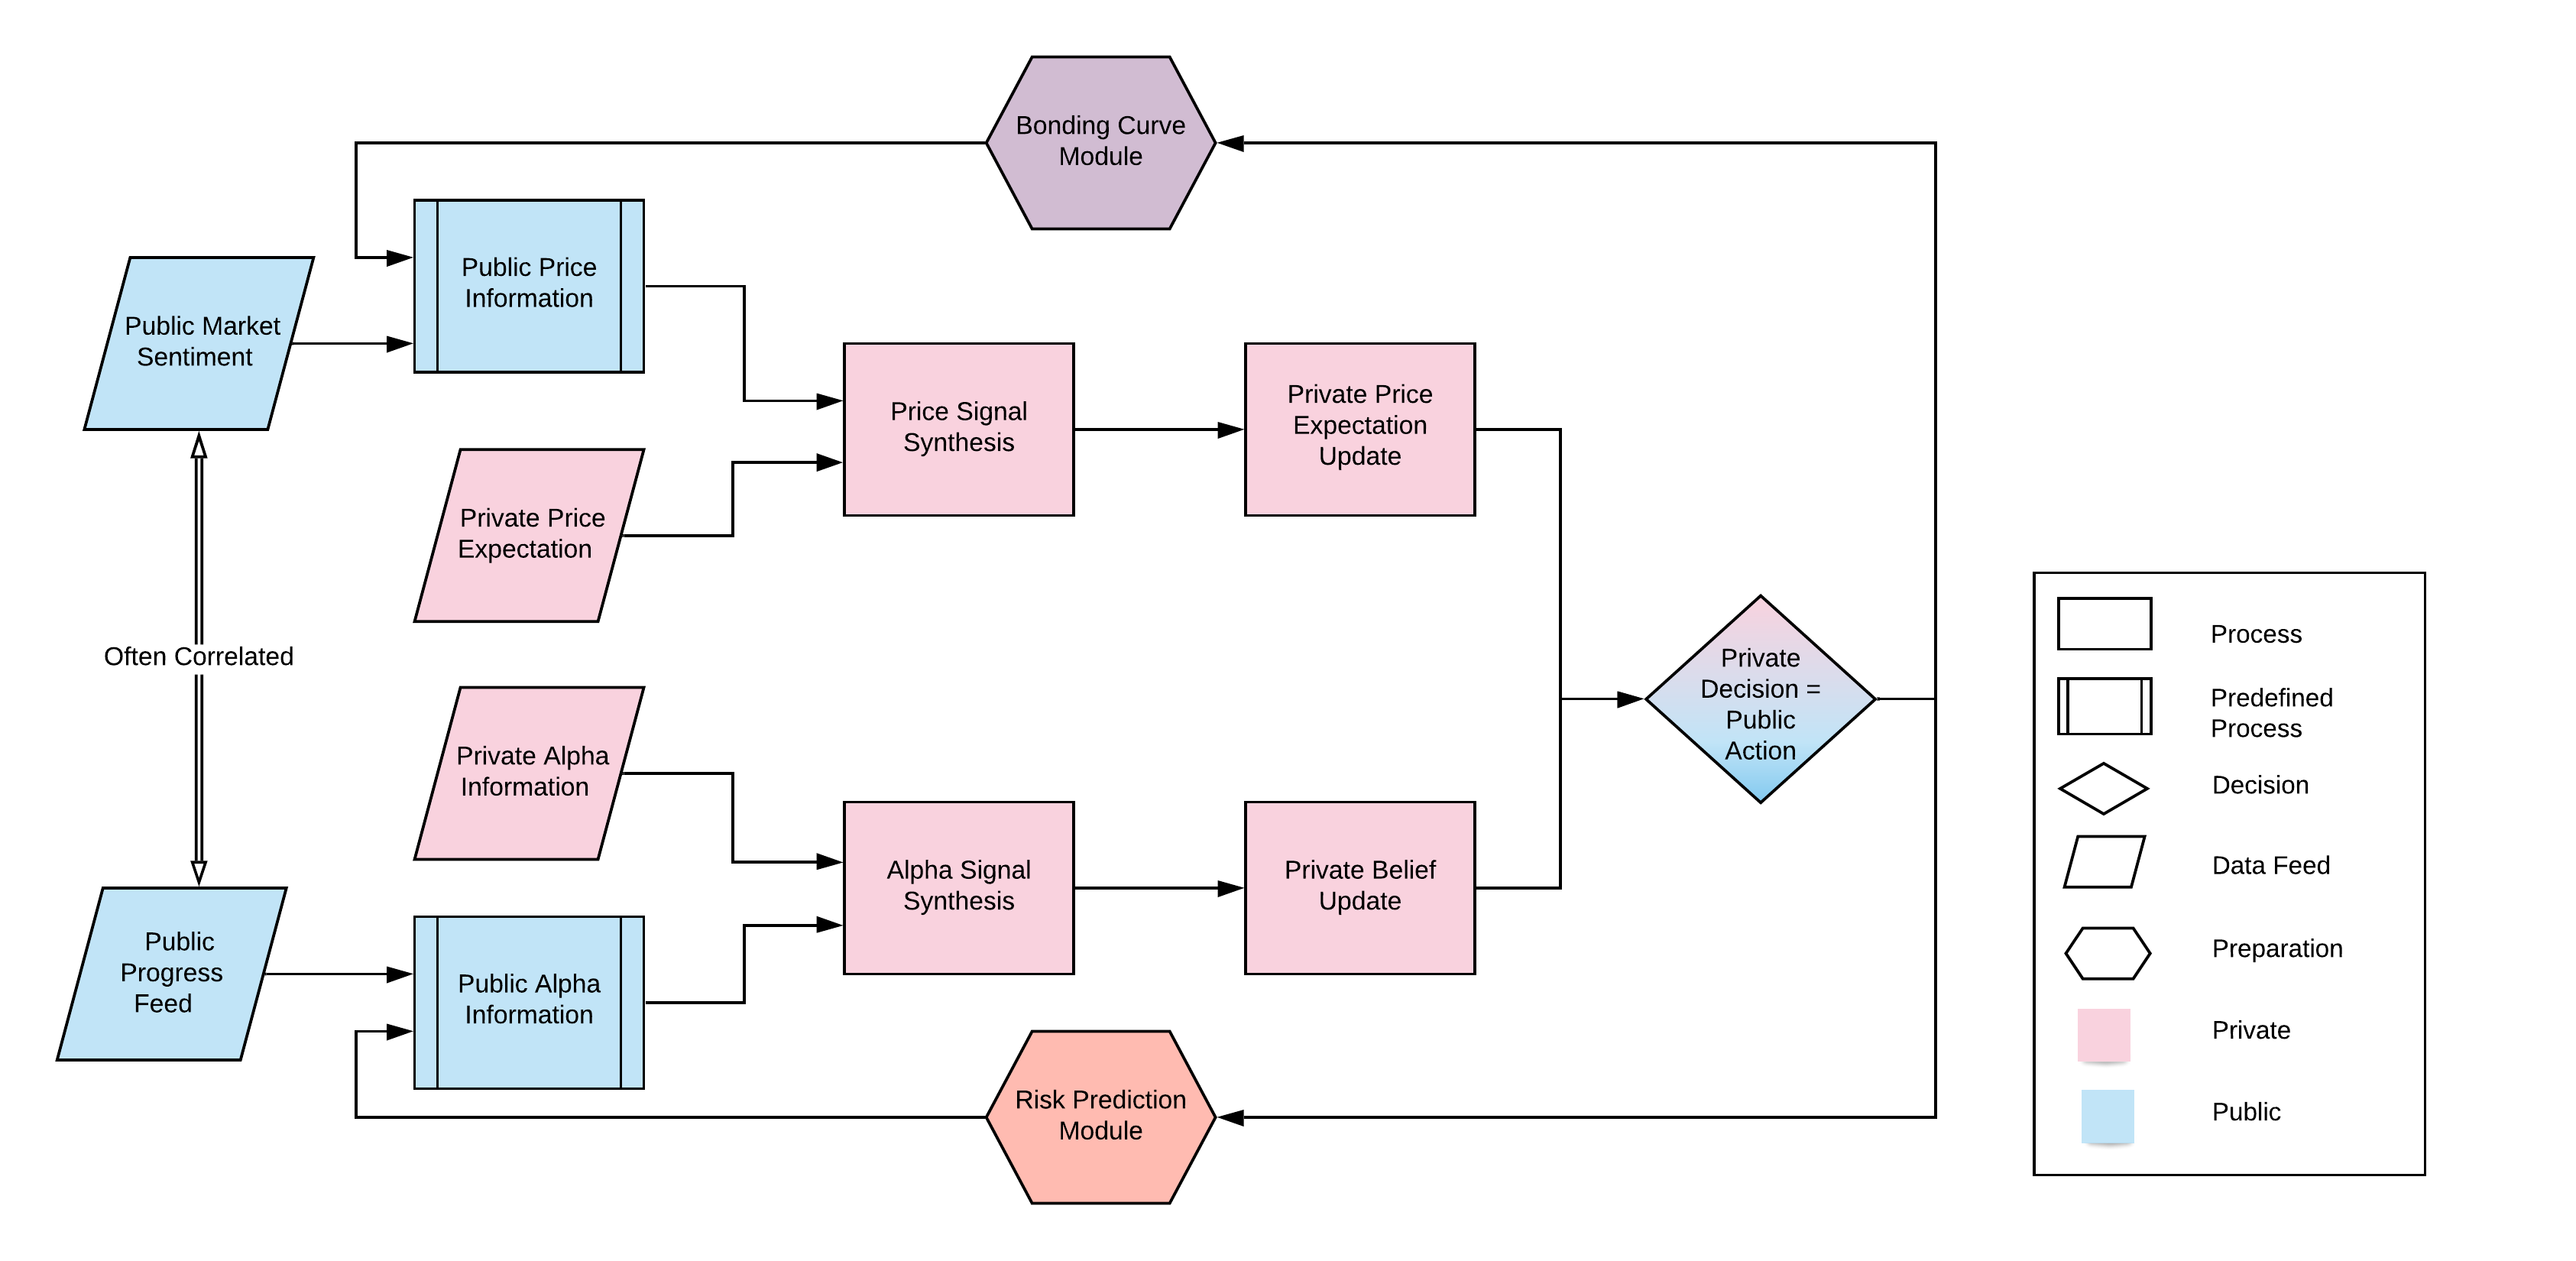 Bonding Curve
Module
Public Price
Information
Public Market
Sentiment
Price Signal
Synthesis
Private Price
Expectation
Update
Private Price
Expectation
Often Correlated
Private
Decision =
Public
Action
Private Alpha
Information
Alpha Signal
Synthesis
Private Belief
Update
Public
Progress
Feed
Public Alpha
Information
Risk Prediction
Module
Process
Predefined
Process
Decision
Data Feed
Preparation
Private
Public